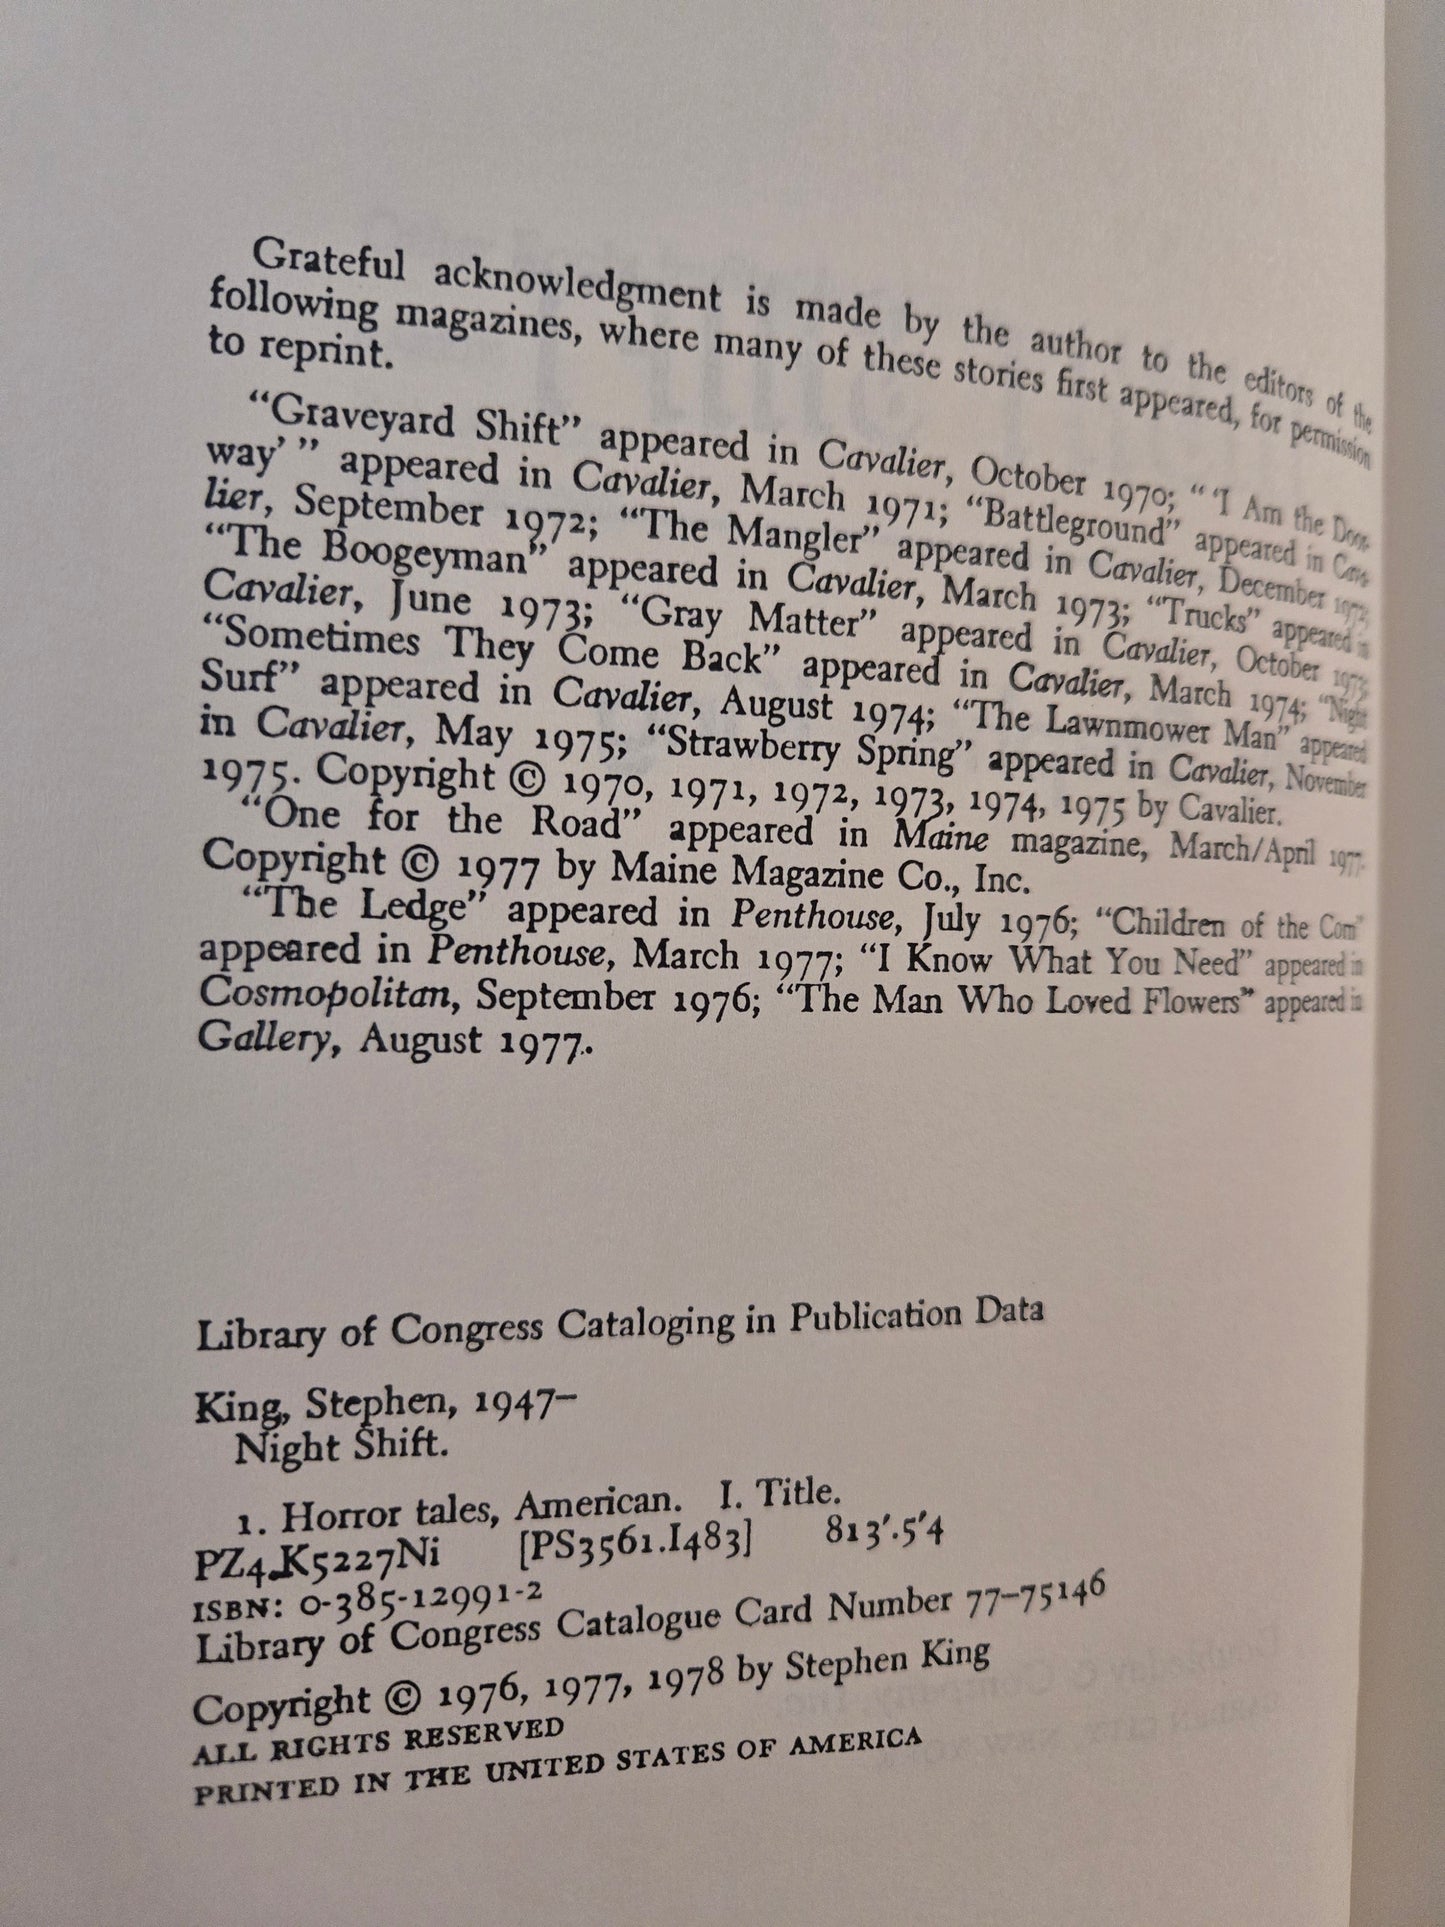 Grateful acknowledgment is made by the author to the editors of the
following magazines, where many of these stories first appeared, for permission
to reprint.
“Graveyard Shift” appeared in Cavalier, October 1970; “ ‘I Am the Door-
way’ ” appeared in Cavalier, March 1971; “Battleground” appeared in Cava-
lier, September 1972; “The Mangler” appeared in Cavalier, December 1972;
“The Boogeyman” appeared in Cavalier, March 1973; “Trucks” appeared in
Cavalier, June 1973; “Gray Matter” appeared in Cavalier, October 1973;
“Sometimes They Come Back” appeared in Cavalier, March 1974; “Night
Surf” appeared in Cavalier, August 1974; “The Lawnmower Man” appeared
in Cavalier, May 1975; “Strawberry Spring” appeared in Cavalier, November
1975. Copyright © 1970, 1971, 1972, 1973, 1974, 1975 by Cavalier.
“One for the Road” appeared in Maine magazine, March/April 1977.
Copyright © 1977 by Maine Magazine Co., Inc.
“The Ledge” appeared in Penthouse, July 1976; “Children of the Corn”
appeared in Penthouse, March 1977; “I Know What You Need” appeared in
Cosmopolitan, September 1976; “The Man Who Loved Flowers” appeared in
Gallery, August 1977.
Library of Congress Cataloging in Publication Data
King, Stephen, 1947–
Night Shift.
1. Horror tales, American. I. Title.
PZ4.K5227Ni [PS3561.I483] 813′.5′4
ISBN: 0-385-12991-2
Library of Congress Catalogue Card Number 77–75146
Copyright © 1976, 1977, 1978 by Stephen King
ALL RIGHTS RESERVED
PRINTED IN THE UNITED STATES OF AMERICA